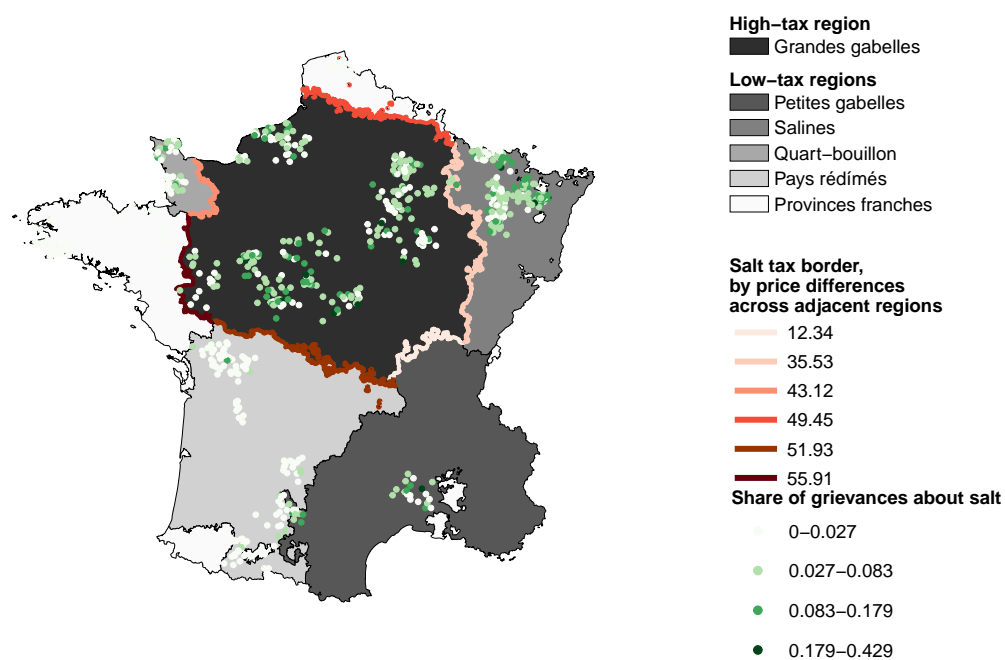 High−tax region
Grandes gabelles
Low−tax regions
Petites gabelles
Salines
Quart−bouillon
Pays rédímés
Provinces franches
Salt tax border,
by price differences
across adjacent regions
12.34
35.53
43.12
49.45
51.93
55.91
Share of grievances about salt
0−0.027
0.027−0.083
0.083−0.179
0.179−0.429